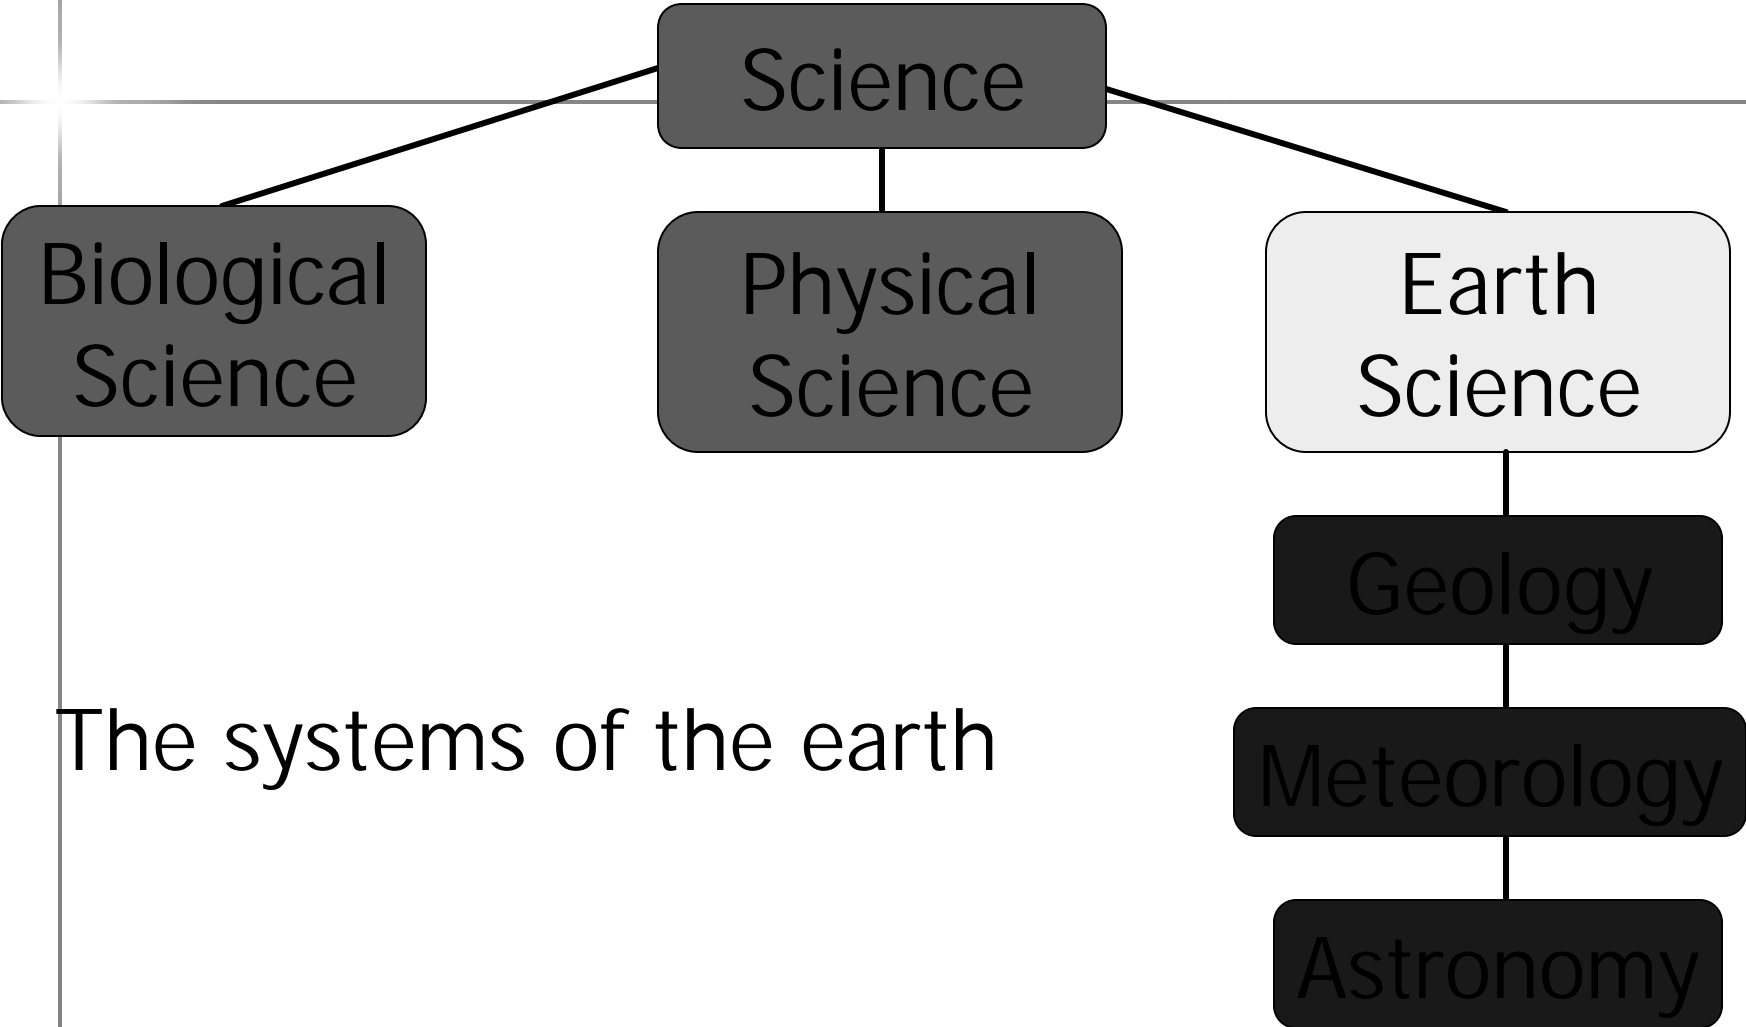 Science
Biological
Science
Physical
Science
Earth
Science
Geology
The systems of the earth
Meteorology
Astronomy